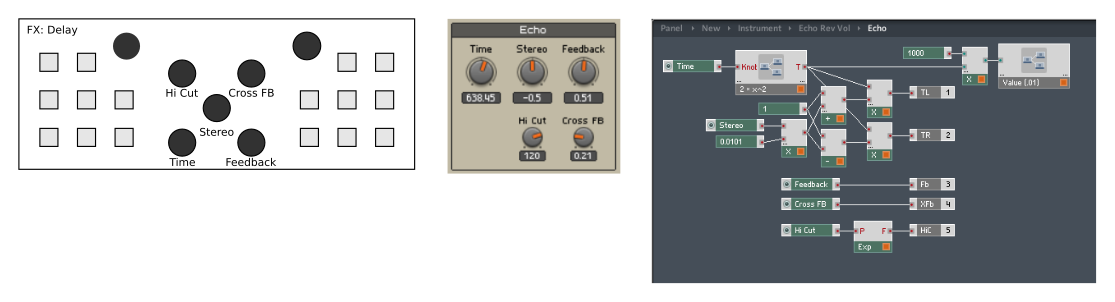 FX: Delay
Hi Cut
Cross FB
Stereo
Time
Feedback
Echo
Time
Stereo
Feedback
638.45
-0.5
0.51
Hi Cut
Cross FB
120
0.21
Panel > New > Instrument > Echo Rev Vol > Echo
1000
X
Value (.01)
Time
Knot
T
2 * x^2
1
+
X
TL 1
Stereo
0.0101
X
-
X
TR 2
Feedback
Fb 3
Cross FB
XFb 4
Hi Cut
P F
Exp
HiC 5